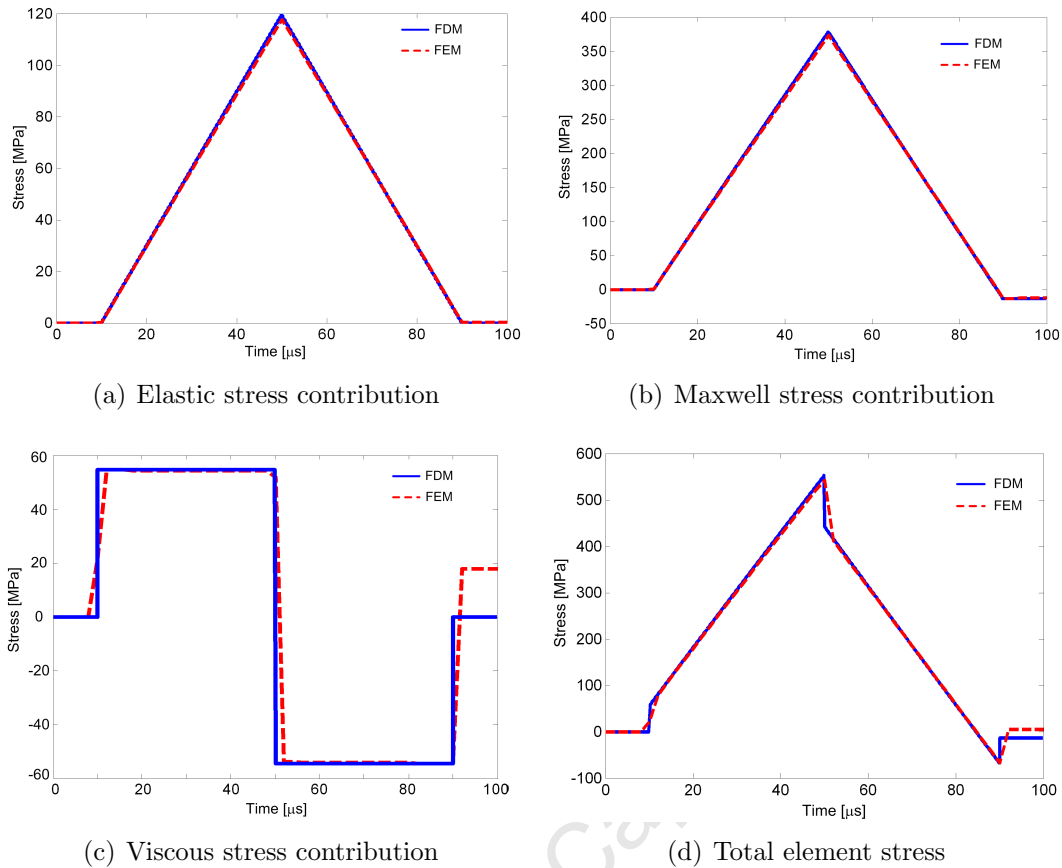 120
100
80
60
40
20
0
Stress [MPa]
FDM
FEM
0 20 40 60 80 100
Time [μs]
(a) Elastic stress contribution
400
350
300
250
200
150
100
50
0
-50
Stress [MPa]
FDM
FEM
0 20 40 60 80 100
Time [μs]
(b) Maxwell stress contribution
60
40
20
0
-20
-40
-60
Stress [MPa]
FDM
FEM
0 20 40 60 80 100
Time [μs]
(c) Viscous stress contribution
600
500
400
300
200
100
0
-100
Stress [MPa]
FDM
FEM
0 20 40 60 80 100
Time [μs]
(d) Total element stress